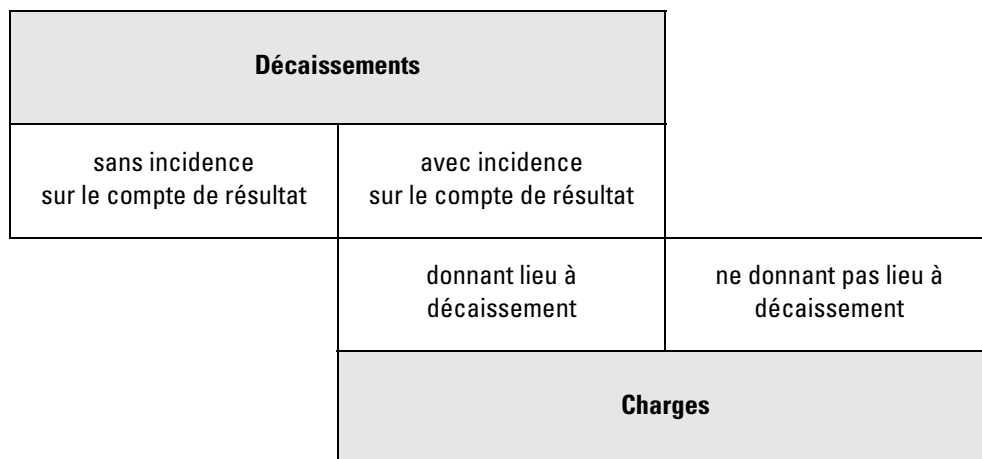 Décaissements
sans incidence
sur le compte de résultat
avec incidence
sur le compte de résultat
donnant lieu à
décaissement
ne donnant pas lieu à
décaissement
Charges